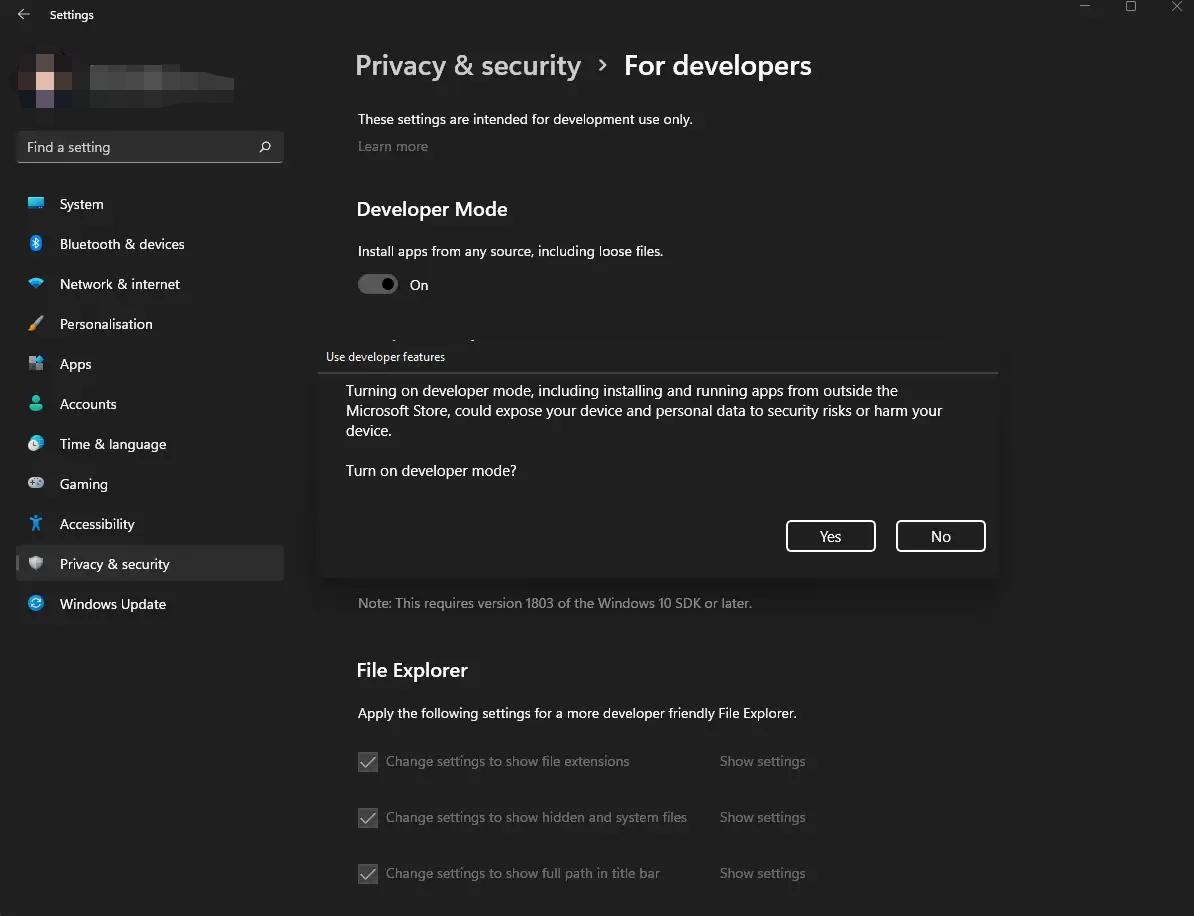 Settings
Find a setting
System
Bluetooth & devices
Network & internet
Personalisation
Apps
Accounts
Time & language
Gaming
Accessibility
Privacy & security
Windows Update
Privacy & security > For developers
These settings are intended for development use only.
Learn more
Developer Mode
Install apps from any source, including loose files.
On
Use developer features
Turning on developer mode, including installing and running apps from outside the
Microsoft Store, could expose your device and personal data to security risks or harm your
device.
Turn on developer mode?
Yes No
Note: This requires version 1803 of the Windows 10 SDK or later.
File Explorer
Apply the following settings for a more developer friendly File Explorer.
Change settings to show file extensions Show settings
Change settings to show hidden and system files Show settings
Change settings to show full path in title bar Show settings